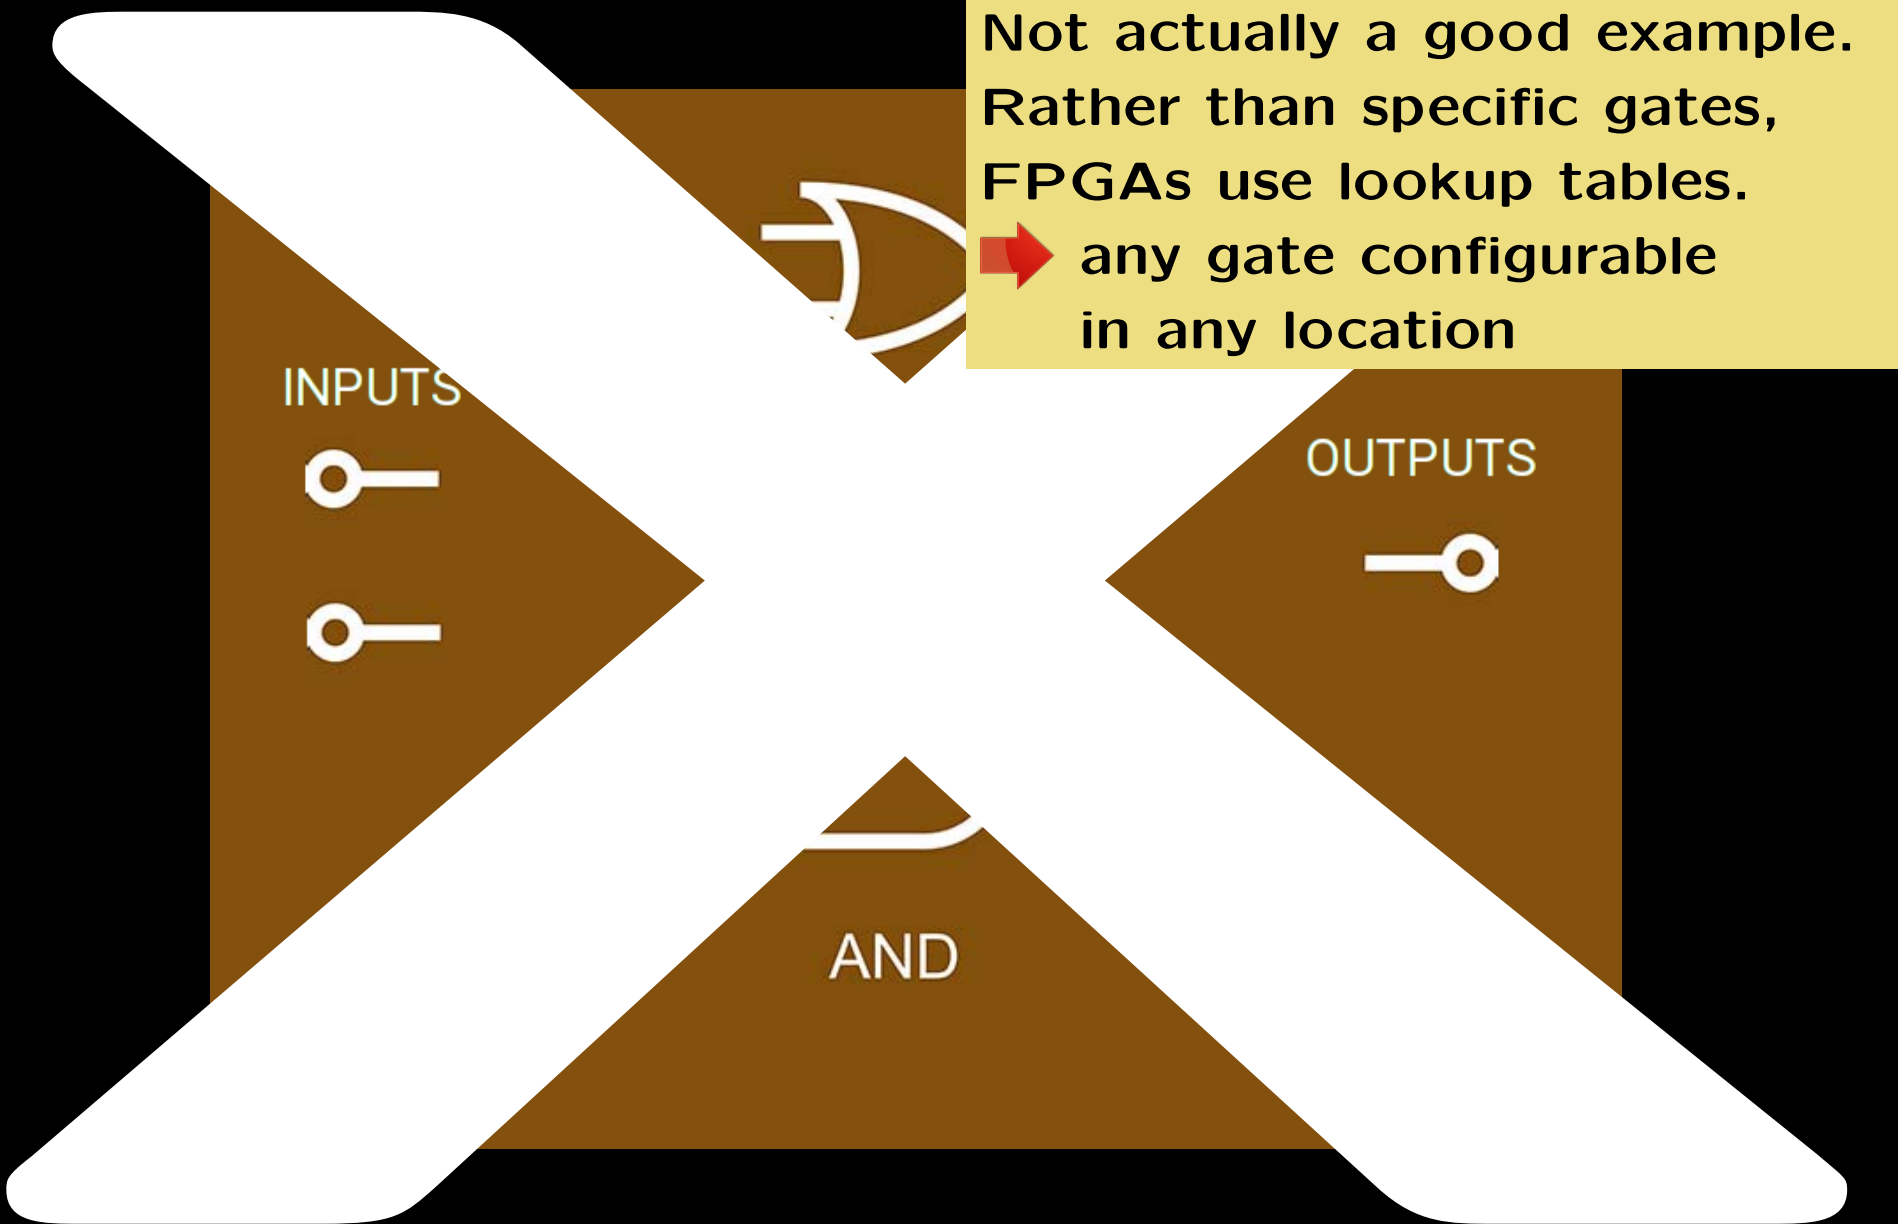 Not actually a good example.
Rather than specific gates,
FPGAs use lookup tables.
any gate configurable
in any location
INPUTS
OUTPUTS
AND